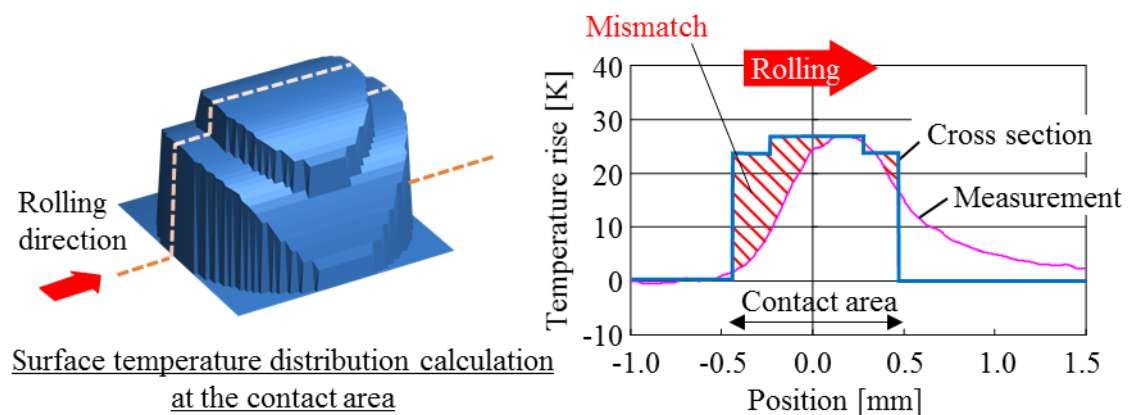 Rolling
direction
Surface temperature distribution calculation
at the contact area
Mismatch
Rolling
Temperature rise [K]
40
30
20
10
0
-10
Cross section
Measurement
Contact area
-1.0 -0.5 0.0 0.5 1.0 1.5
Position [mm]